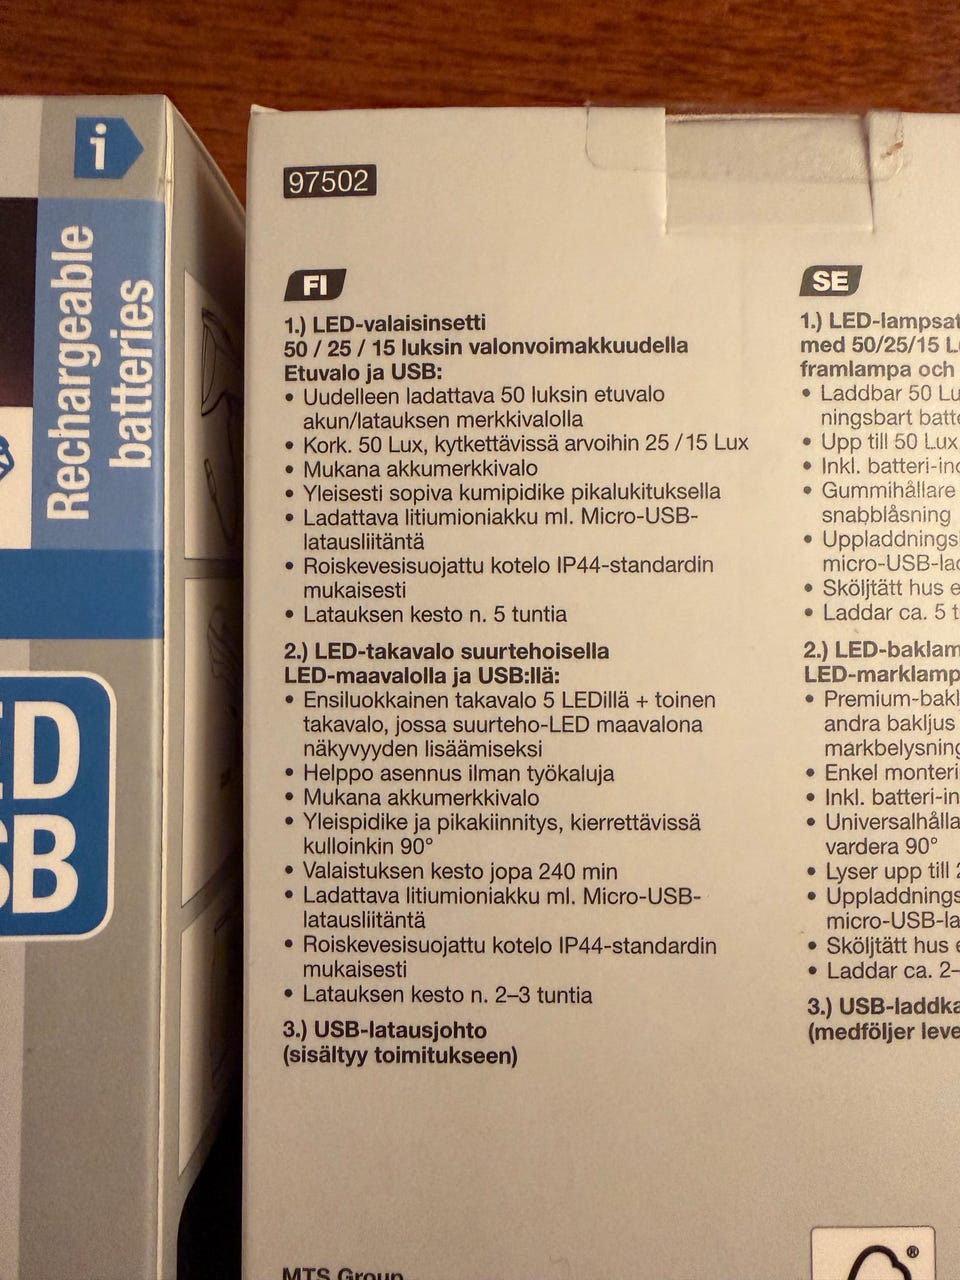 i
Rechargeable
batteries
ED
SB
97502
FI
1.) LED-valaisinsetti
50 / 25 / 15 luksin valonvoimakkuudella
Etuvalo ja USB:
• Uudelleen ladattava 50 luksin etuvalo
akun/latauksen merkkivalolla
• Kork. 50 Lux, kytkettävissä arvoihin 25 / 15 Lux
• Mukana akkumerkkivalo
• Yleisesti sopiva kumipidike pikalukituksella
• Ladattava litiumioniakku ml. Micro-USB-
latausliitäntä
• Roiskevesisuojattu kotelo IP44-standardin
mukaisesti
• Latauksen kesto n. 5 tuntia
2.) LED-takavalo suurtehoisella
LED-maavalolla ja USB:llä:
• Ensiluokkainen takavalo 5 LEDillä + toinen
takavalo, jossa suurteho-LED maavalona
näkyvyyden lisäämiseksi
• Helppo asennus ilman työkaluja
• Mukana akkumerkkivalo
• Yleispidike ja pikakiinnitys, kierrettävissä
kulloinkin 90°
• Valaistuksen kesto jopa 240 min
• Ladattava litiumioniakku ml. Micro-USB-
latausliitäntä
• Roiskevesisuojattu kotelo IP44-standardin
mukaisesti
• Latauksen kesto n. 2–3 tuntia
3.) USB-latausjohto
(sisältyy toimitukseen)
MTS Group
SE
1.) LED-lampsat
med 50/25/15 L
framlampa och
• Laddbar 50 Lu
ningsbart batte
• Upp till 50 Lux
• Inkl. batteri-ind
• Gummihållare
snabblåsning
• Uppladdnings
micro-USB-lad
• Sköljtätt hus e
• Laddar ca. 5 t
2.) LED-baklam
LED-marklamp
• Premium-bakl
andra bakljus
markbelysning
• Enkel monteri
• Inkl. batteri-in
• Universalhålla
vardera 90°
• Lyser upp till 2
• Uppladdnings
micro-USB-la
• Sköljtätt hus e
• Laddar ca. 2–
3.) USB-laddka
(medföljer leve
®